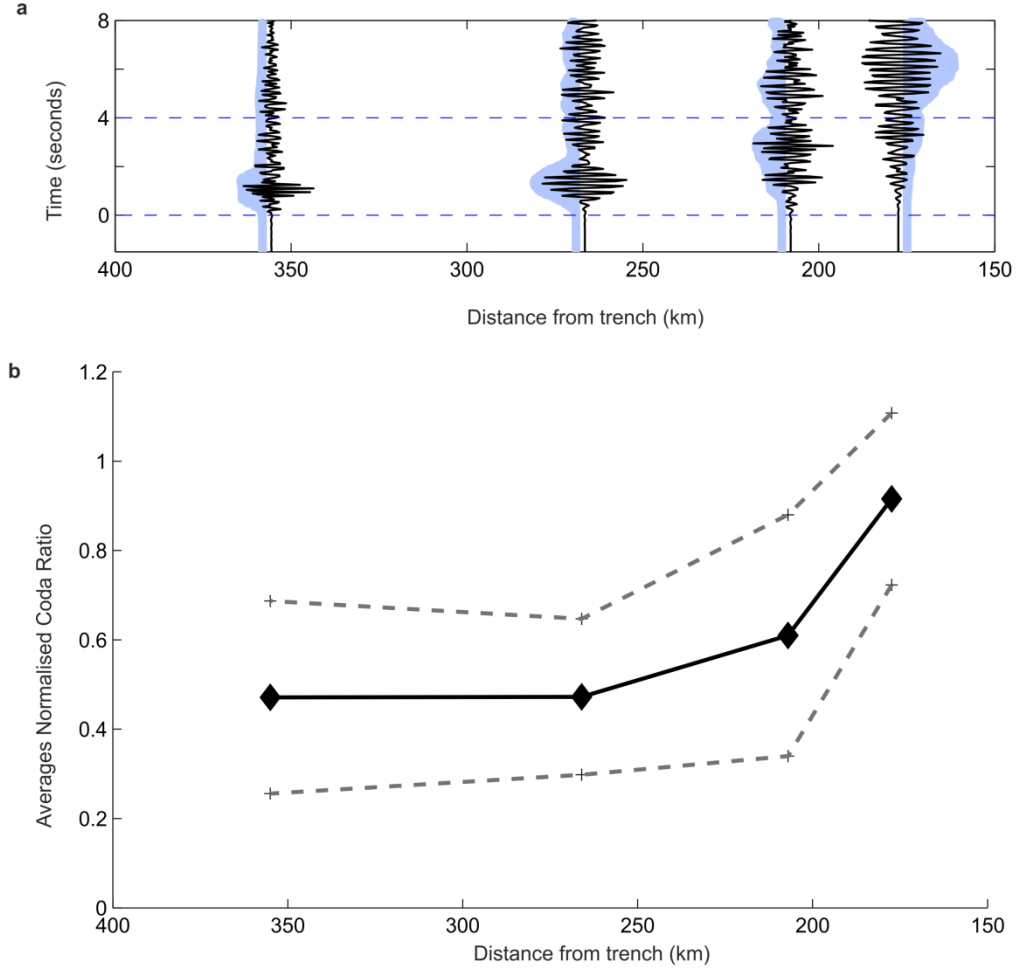 a
8
4
0
Time (seconds)
400 350 300 250 200 150
Distance from trench (km)
b
1.2
1
0.8
0.6
0.4
0.2
0
Averages Normalised Coda Ratio
400 350 300 250 200 150
Distance from trench (km)